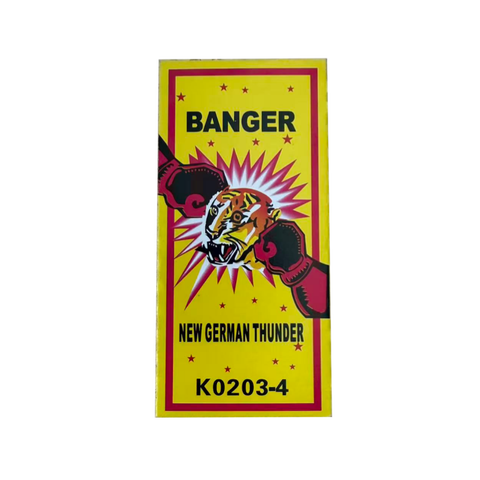 BANGER
NEW GERMAN THUNDER
K0203-4